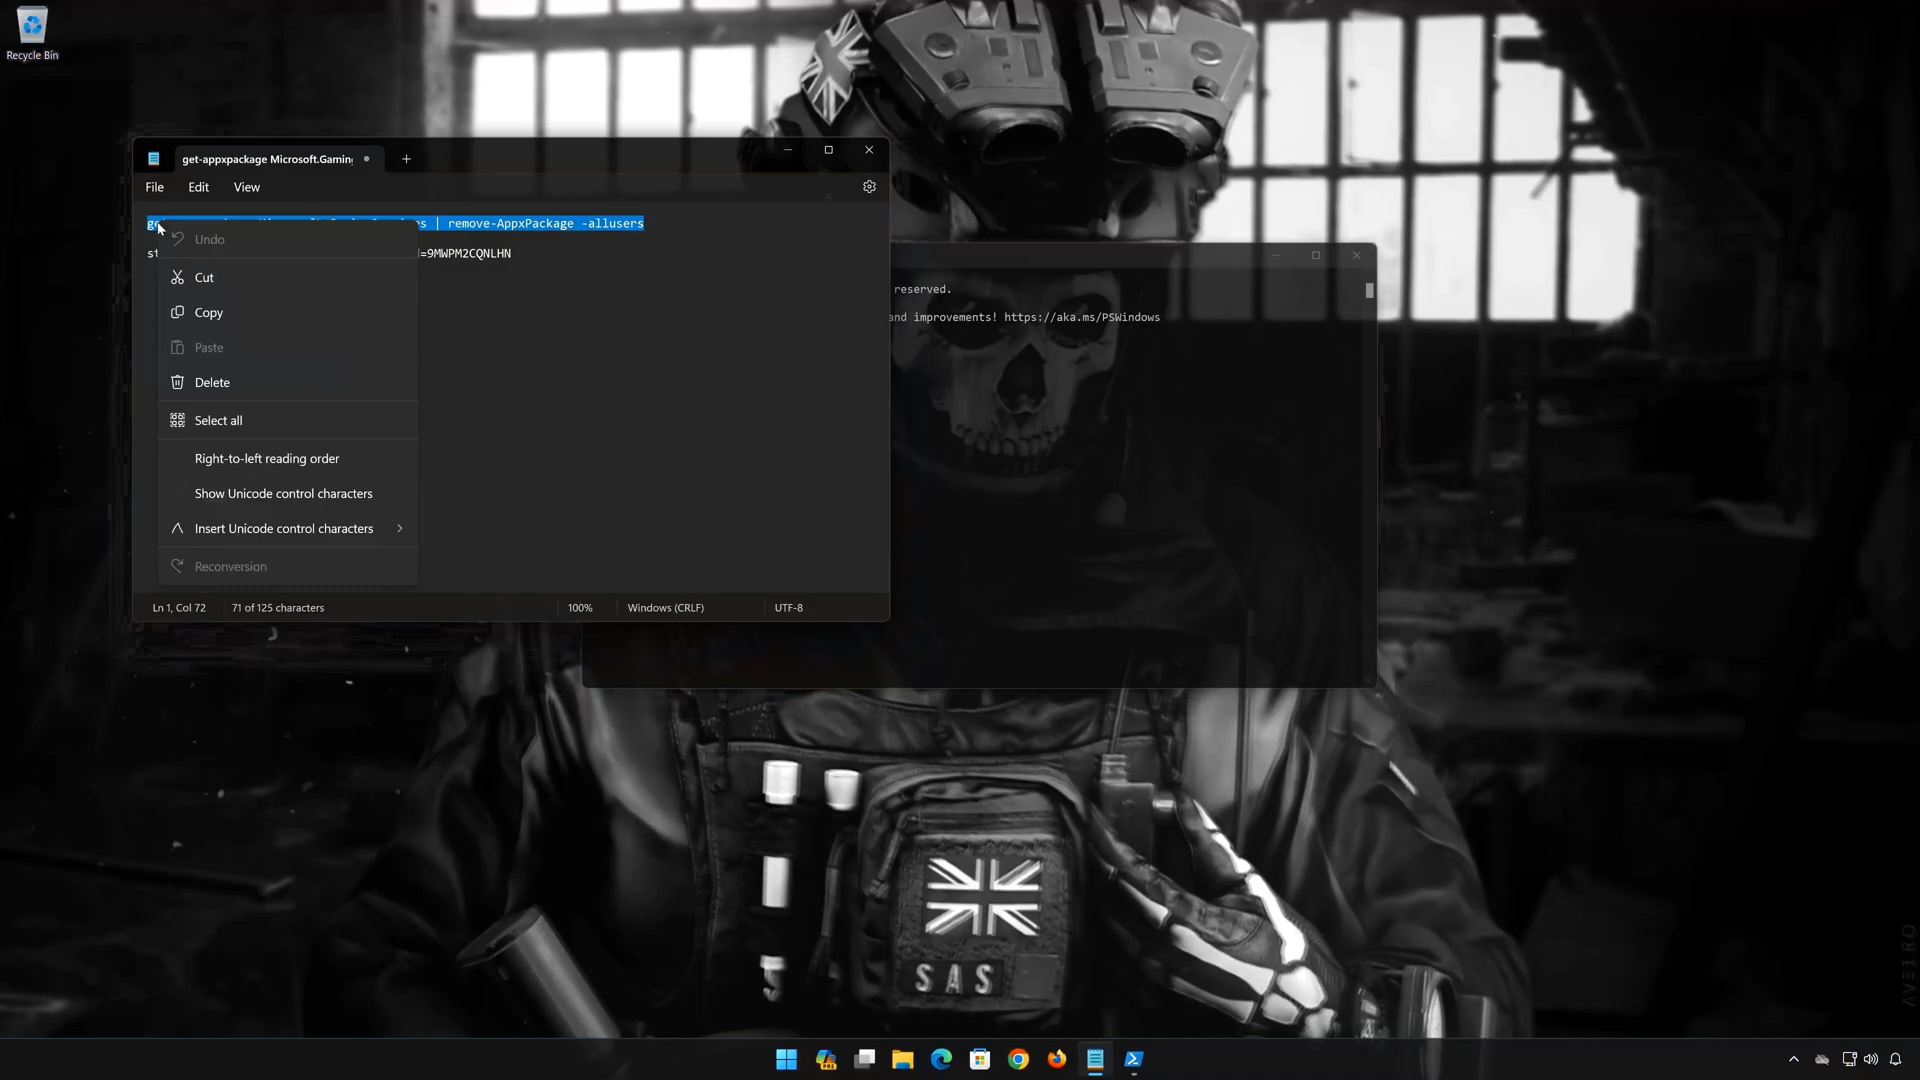 Recycle Bin
get-appxpackage Microsoft.Gaming
File
Edit
View
s | remove-AppxPackage -allusers
=9MWPM2CQNLHN
Undo
Cut
Copy
Paste
Delete
Select all
Right-to-left reading order
Show Unicode control characters
Insert Unicode control characters
Reconversion
Ln 1, Col 72
71 of 125 characters
100%
Windows (CRLF)
UTF-8
reserved.
and improvements! https://aka.ms/PSWindows
SAS
PRE